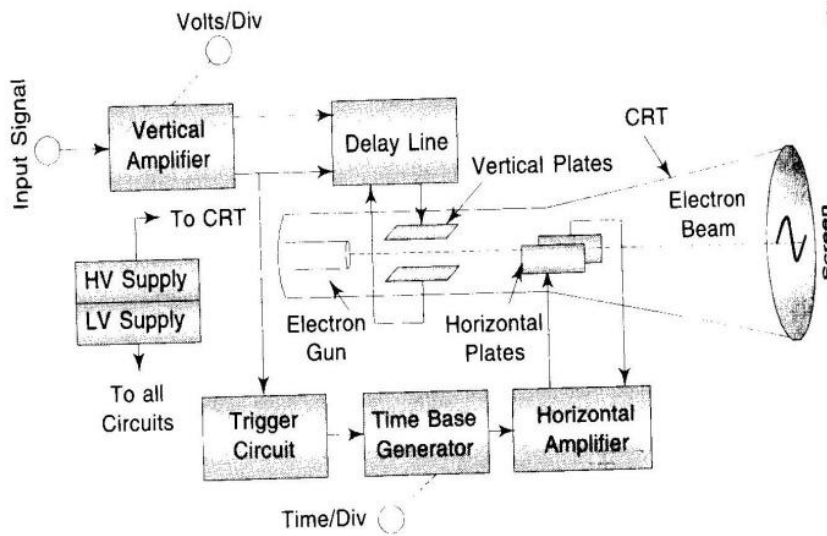 Volts/Div
Input Signal
Vertical
Amplifier
Delay Line
Vertical Plates
CRT
Electron
Beam
Screen
To CRT
HV Supply
LV Supply
To all
Circuits
Electron
Gun
Horizontal
Plates
Trigger
Circuit
Time Base
Generator
Horizontal
Amplifier
Time/Div